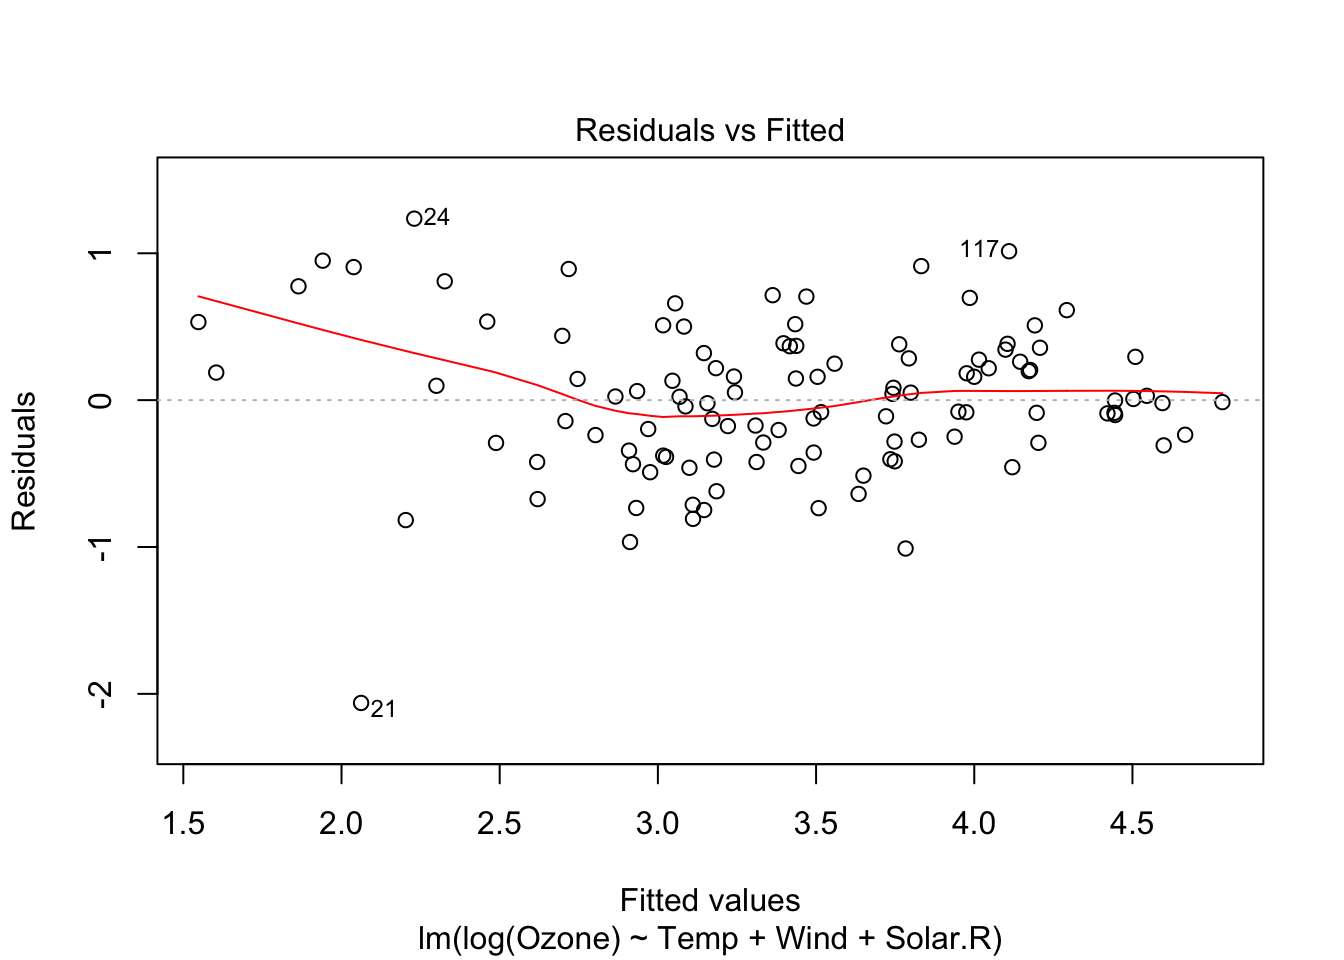 Residuals vs Fitted
24
117
21
Residuals
1
0
-1
-2
1.5 2.0 2.5 3.0 3.5 4.0 4.5
Fitted values
lm(log(Ozone) ~ Temp + Wind + Solar.R)